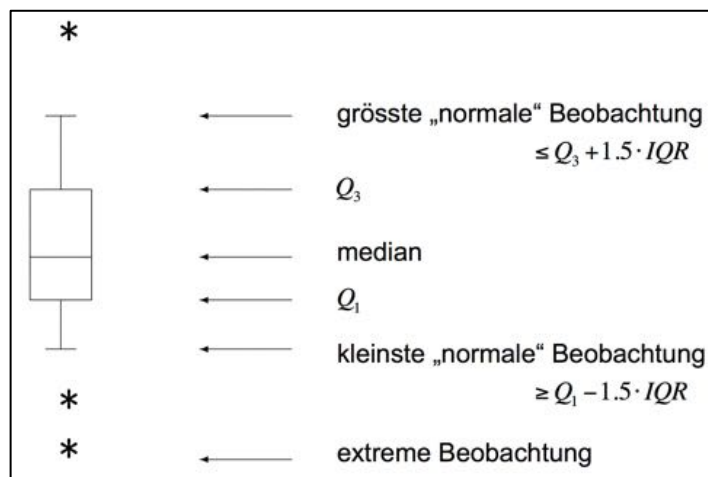 *
grösste „normale“ Beobachtung
≤ Q₃ + 1.5 · IQR
Q₃
median
Q₁
kleinste „normale“ Beobachtung
≥ Q₁ − 1.5 · IQR
*
*
extreme Beobachtung